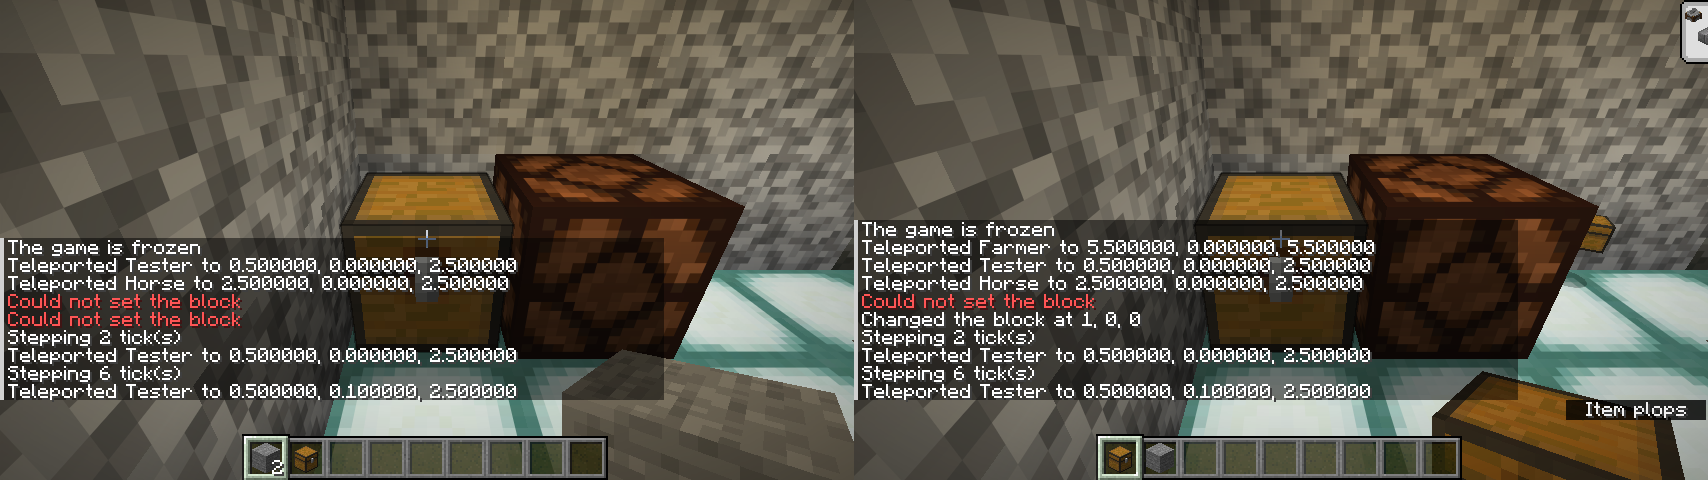 The game is frozen
Teleported Tester to 0.500000, 0.000000, 2.500000
Teleported Horse to 2.500000, 0.000000, 2.500000
Could not set the block
Could not set the block
Stepping 2 tick(s)
Teleported Tester to 0.500000, 0.000000, 2.500000
Stepping 6 tick(s)
Teleported Tester to 0.500000, 0.100000, 2.500000
2
The game is frozen
Teleported Farmer to 5.500000, 0.000000, 5.500000
Teleported Tester to 0.500000, 0.000000, 2.500000
Teleported Horse to 2.500000, 0.000000, 2.500000
Could not set the block
Changed the block at 1, 0, 0
Stepping 2 tick(s)
Teleported Tester to 0.500000, 0.000000, 2.500000
Stepping 6 tick(s)
Teleported Tester to 0.500000, 0.100000, 2.500000
Item plops